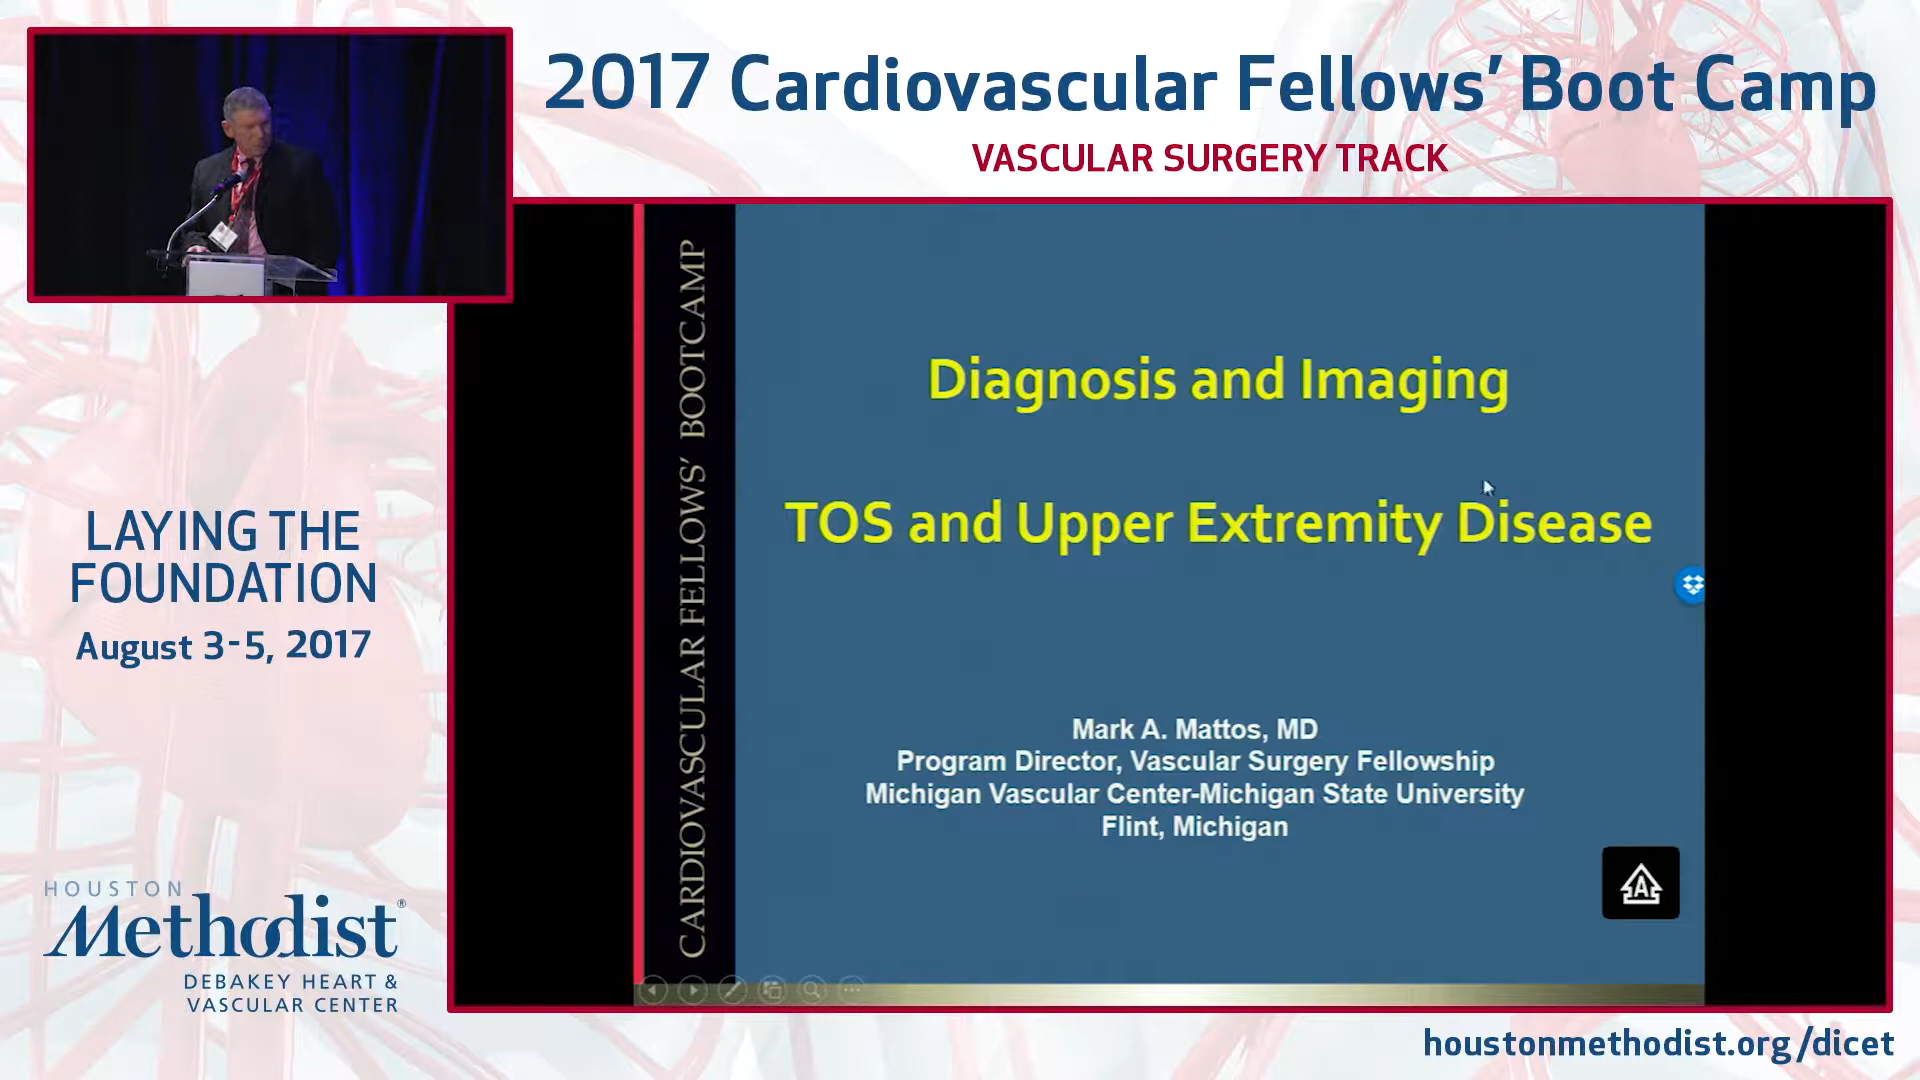 2017 Cardiovascular Fellows’ Boot Camp
VASCULAR SURGERY TRACK
CARDIOVASCULAR FELLOWS’ BOOTCAMP
Diagnosis and Imaging
TOS and Upper Extremity Disease
Mark A. Mattos, MD
Program Director, Vascular Surgery Fellowship
Michigan Vascular Center-Michigan State University
Flint, Michigan
A
LAYING THE
FOUNDATION
August 3-5, 2017
HOUSTON
Methodist®
DEBAKEY HEART &
VASCULAR CENTER
houstonmethodist.org/dicet